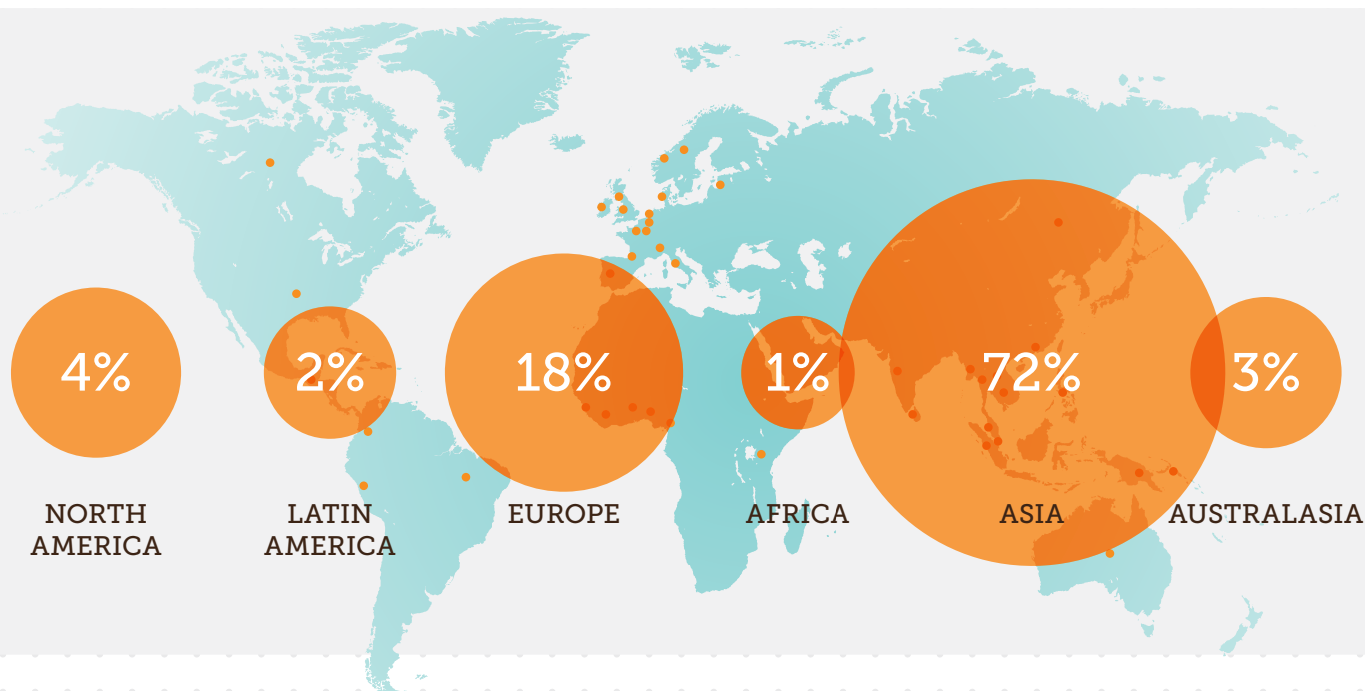 4%
2%
18%
1%
72%
3%
NORTH
AMERICA
LATIN
AMERICA
EUROPE
AFRICA
ASIA
AUSTRALASIA